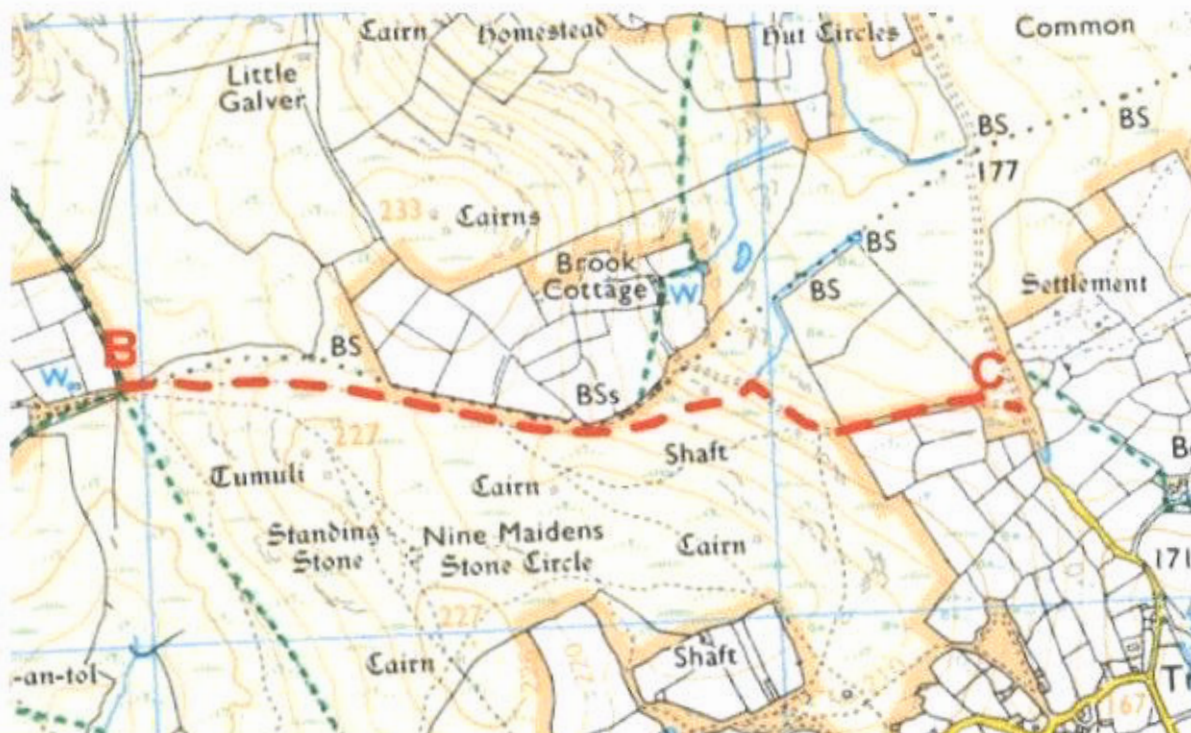 Cairn
Homestead
Hut Circles
Common
Little
Galver
BS
BS
177
233
Cairns
BS
Brook
Cottage
W
BS
Settlement
B
BS
C
W
BSs
227
Shaft
Tumuli
Cairn
Standing
Stone
Nine Maidens
Stone Circle
Cairn
171
227
Cairn
Shaft
220
-an-tol
167